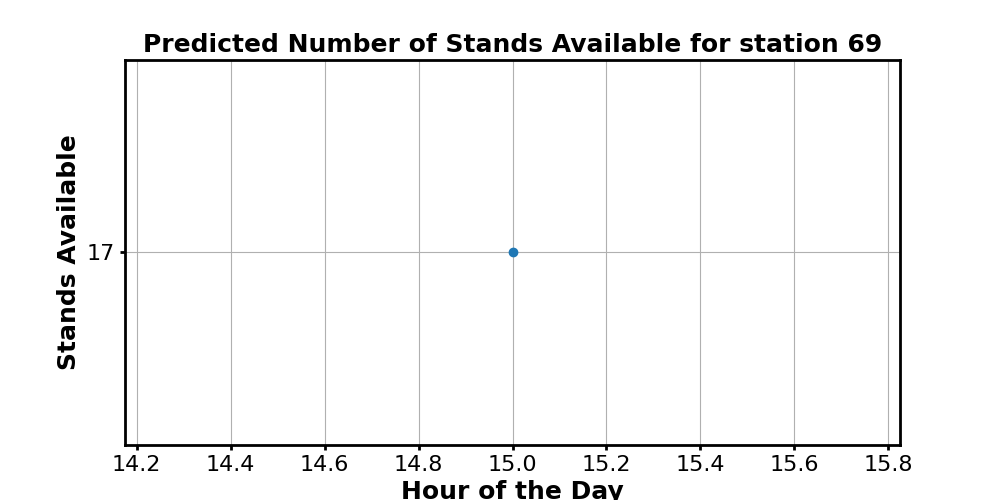 Predicted Number of Stands Available for station 69
Stands Available
17
14.2 14.4 14.6 14.8 15.0 15.2 15.4 15.6 15.8
Hour of the Day